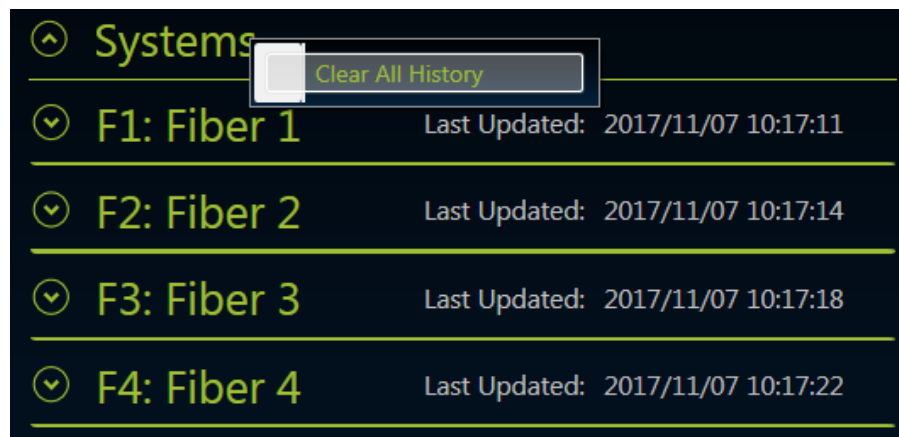 Systems
Clear All History
F1: Fiber 1 Last Updated: 2017/11/07 10:17:11
F2: Fiber 2 Last Updated: 2017/11/07 10:17:14
F3: Fiber 3 Last Updated: 2017/11/07 10:17:18
F4: Fiber 4 Last Updated: 2017/11/07 10:17:22